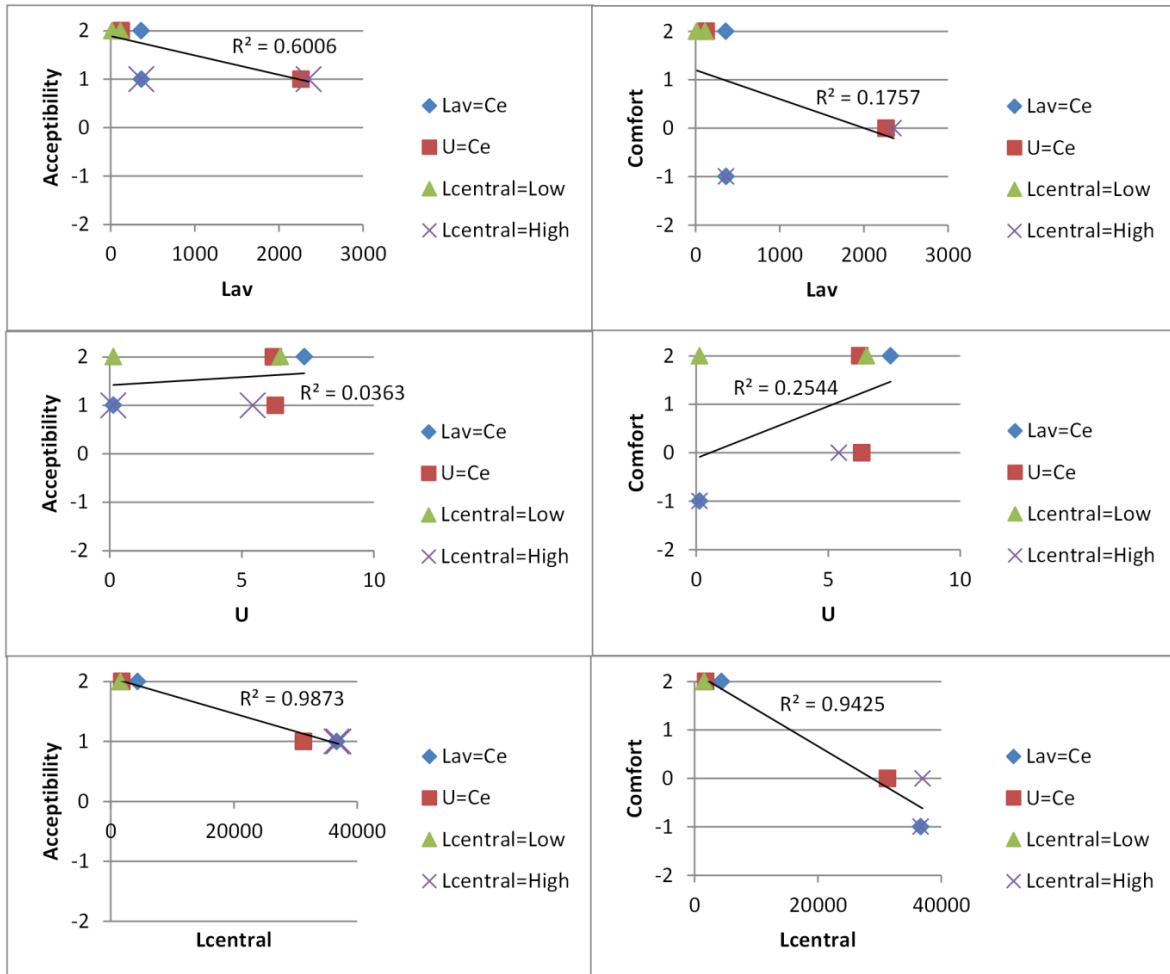 Acceptibility
2
1
0
-1
-2
R² = 0.6006
0 1000 2000 3000
Lav
Lav=Ce
U=Ce
Lcentral=Low
Lcentral=High
Comfort
2
1
0
-1
-2
R² = 0.1757
0 1000 2000 3000
Lav
Lav=Ce
U=Ce
Lcentral=Low
Lcentral=High
Acceptibility
2
1
0
-1
-2
R² = 0.0363
0 5 10
U
Lav=Ce
U=Ce
Lcentral=Low
Lcentral=High
Comfort
2
1
0
-1
-2
R² = 0.2544
0 5 10
U
Lav=Ce
U=Ce
Lcentral=Low
Lcentral=High
Acceptibility
2
1
0
-1
-2
R² = 0.9873
0 20000 40000
Lcentral
Lav=Ce
U=Ce
Lcentral=Low
Lcentral=High
Comfort
2
1
0
-1
-2
R² = 0.9425
0 20000 40000
Lcentral
Lav=Ce
U=Ce
Lcentral=Low
Lcentral=High